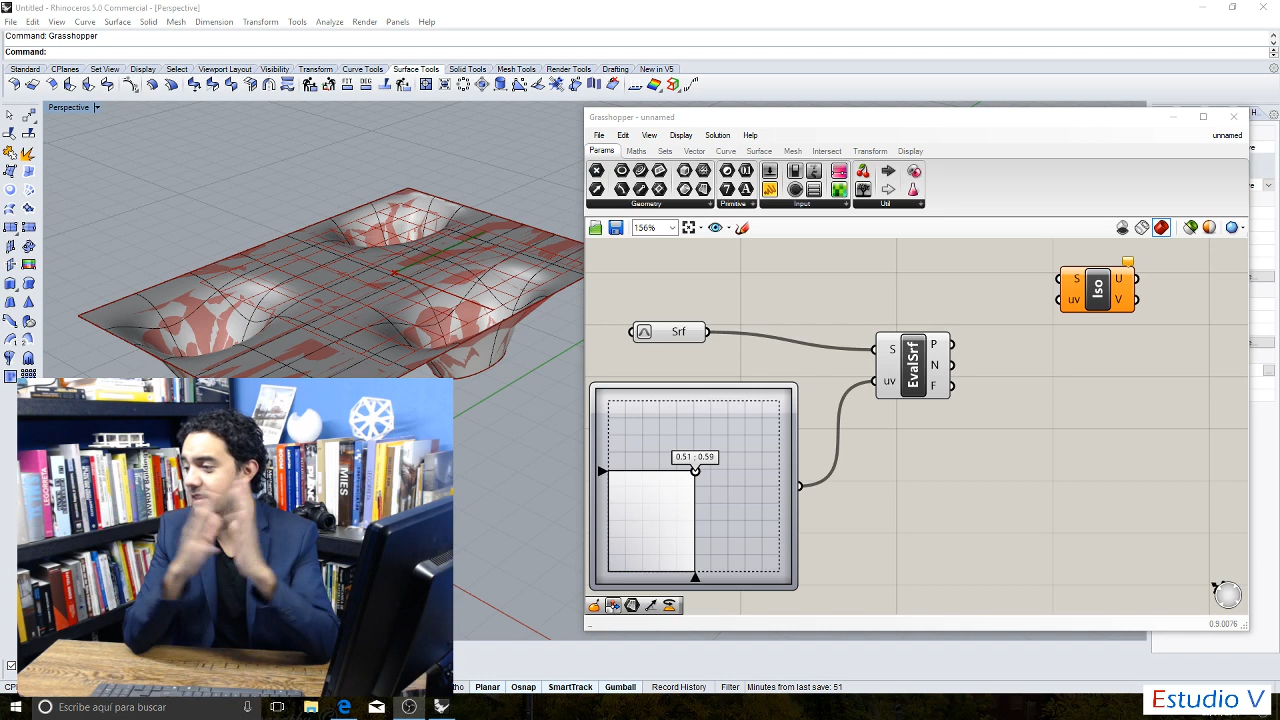 Untitled - Rhinoceros 5.0 Commercial - [Perspective]
File Edit View Curve Surface Solid Mesh Dimension Transform Tools Analyze Render Panels Help
Command: Grasshopper
Command:
Standard CPlanes Set View Display Select Viewport Layout Visibility Transform Curve Tools Surface Tools Solid Tools Mesh Tools Render Tools Drafting New in V5
Perspective
Grasshopper - unnamed
File Edit View Display Solution Help unnamed
Params Maths Sets Vector Curve Surface Mesh Intersect Transform Display
Geometry Primitive Input Util
156%
S U
Iso
uv V
Srf
S P
EvalSrf
N
uv F
0.51 ; 0.59
MIES
0.9.0076
Planar Osnap SmartTrack Gumball Record History Filter Minutes from last save: 51
Escribe aquí para buscar
Estudio V